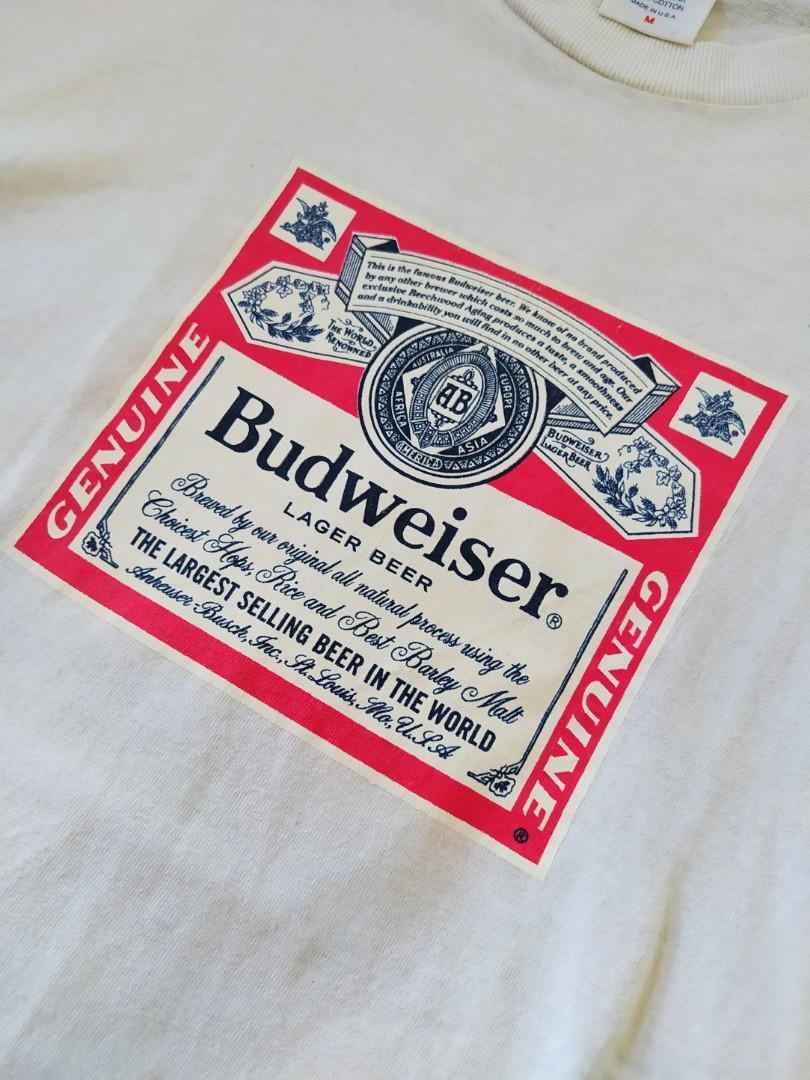 COTTON
MADE IN U.S.A
M
This is the famous Budweiser beer. We know of no brand produced
by any other brewer which costs so much to brew and age. Our
exclusive Beechwood Aging produces a taste, a smoothness
and a drinkability you will find in no other beer at any price.
THE WORLD
RENOWNED
AUSTRALIA
EUROPE
AFRICA
AB
ASIA
AMERICA
BUDWEISER
LAGER BEER
GENUINE
Budweiser®
LAGER BEER
Brewed by our original all natural process using the
Choicest Hops, Rice and Best Barley Malt
THE LARGEST SELLING BEER IN THE WORLD
Anheuser-Busch, Inc., St. Louis, Mo., U.S.A
GENUINE
®